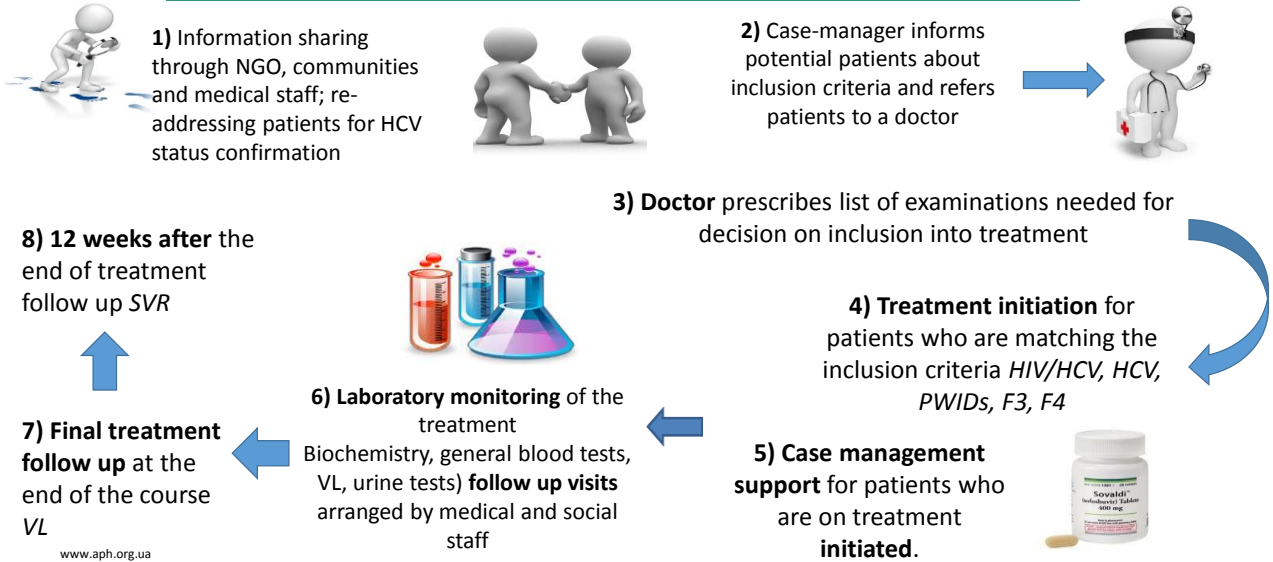 1) Information sharing
through NGO, communities
and medical staff; re-
addressing patients for HCV
status confirmation
2) Case-manager informs
potential patients about
inclusion criteria and refers
patients to a doctor
3) Doctor prescribes list of examinations needed for
decision on inclusion into treatment
4) Treatment initiation for
patients who are matching the
inclusion criteria HIV/HCV, HCV,
PWIDs, F3, F4
5) Case management
support for patients who
are on treatment
initiated.
Sovaldi
(sofosbuvir) Tablets
400 mg
6) Laboratory monitoring of the
treatment
Biochemistry, general blood tests,
VL, urine tests) follow up visits
arranged by medical and social
staff
7) Final treatment
follow up at the
end of the course
VL
8) 12 weeks after the
end of treatment
follow up SVR
www.aph.org.ua